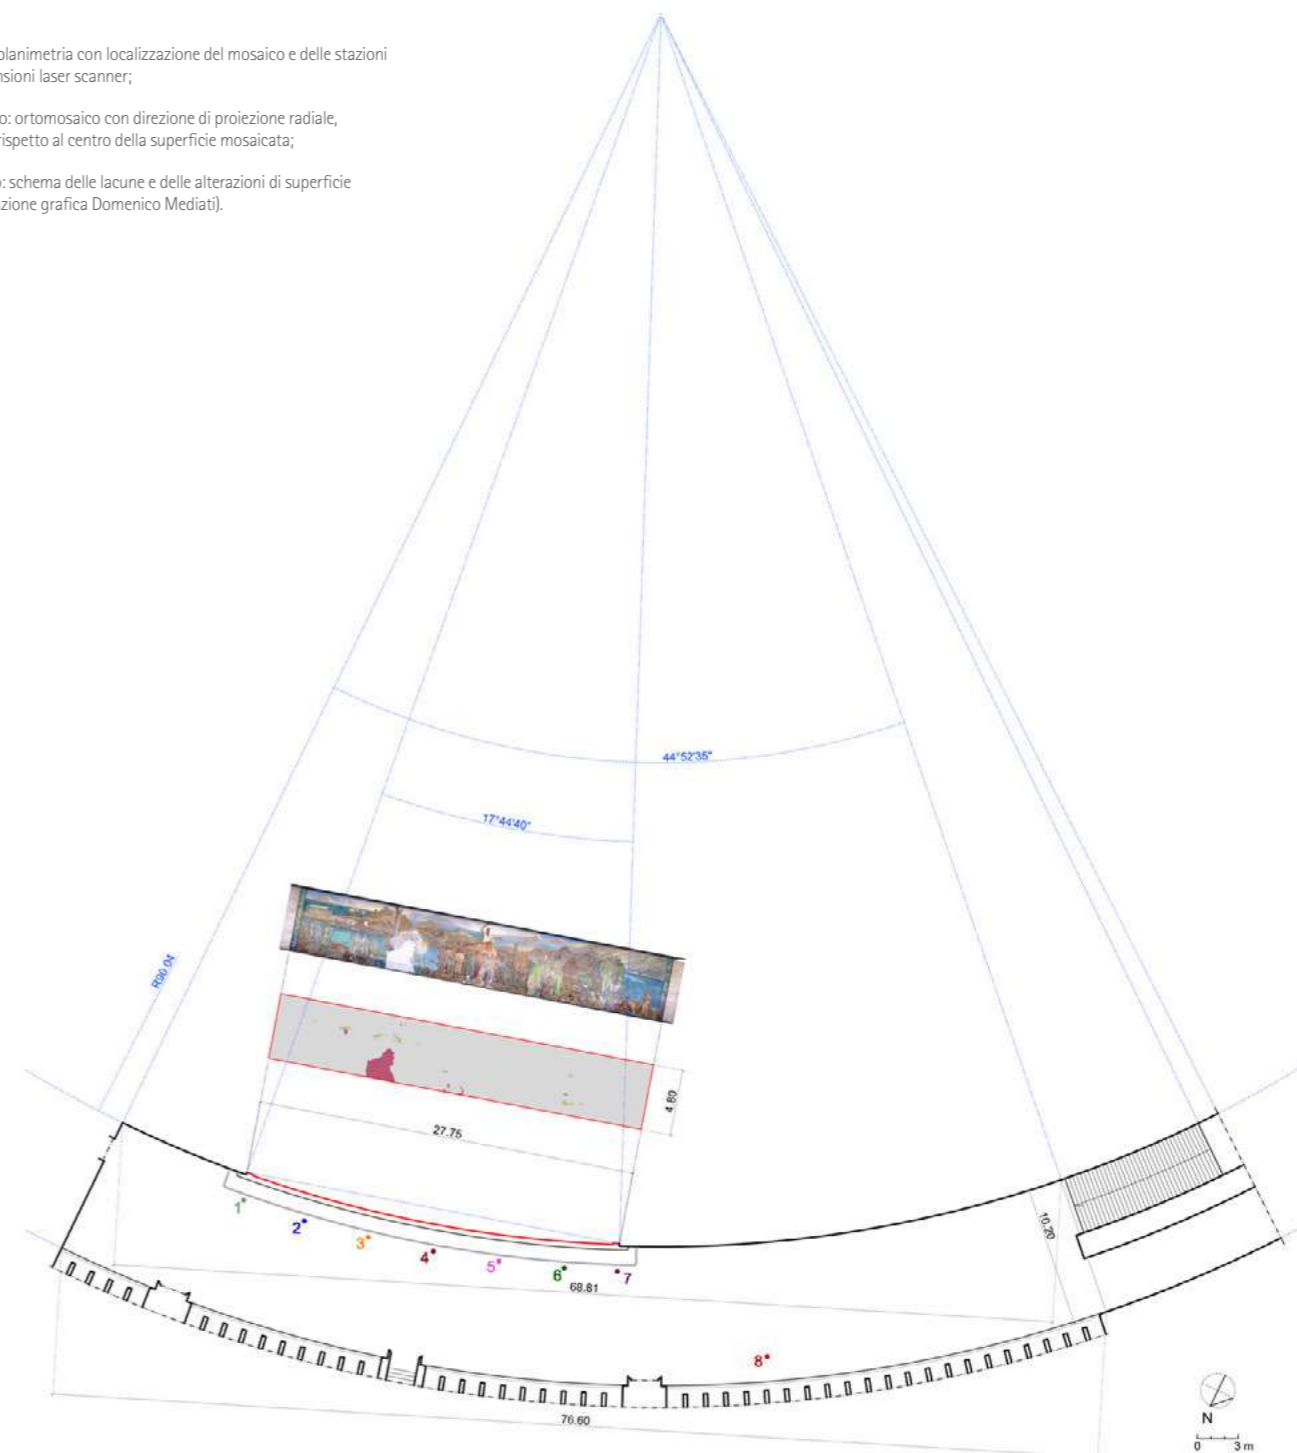 planimetria con localizzazione del mosaico e delle stazioni
nsioni laser scanner;
o: ortomosaico con direzione di proiezione radiale,
rispetto al centro della superficie mosaicata;
o: schema delle lacune e delle alterazioni di superficie
zione grafica Domenico Mediati).
44°52'35"
17°44'40"
R90.04
4.80
27.75
1
2
3
4
5
6
7
10.20
68.81
8
76.60
N
0 3 m